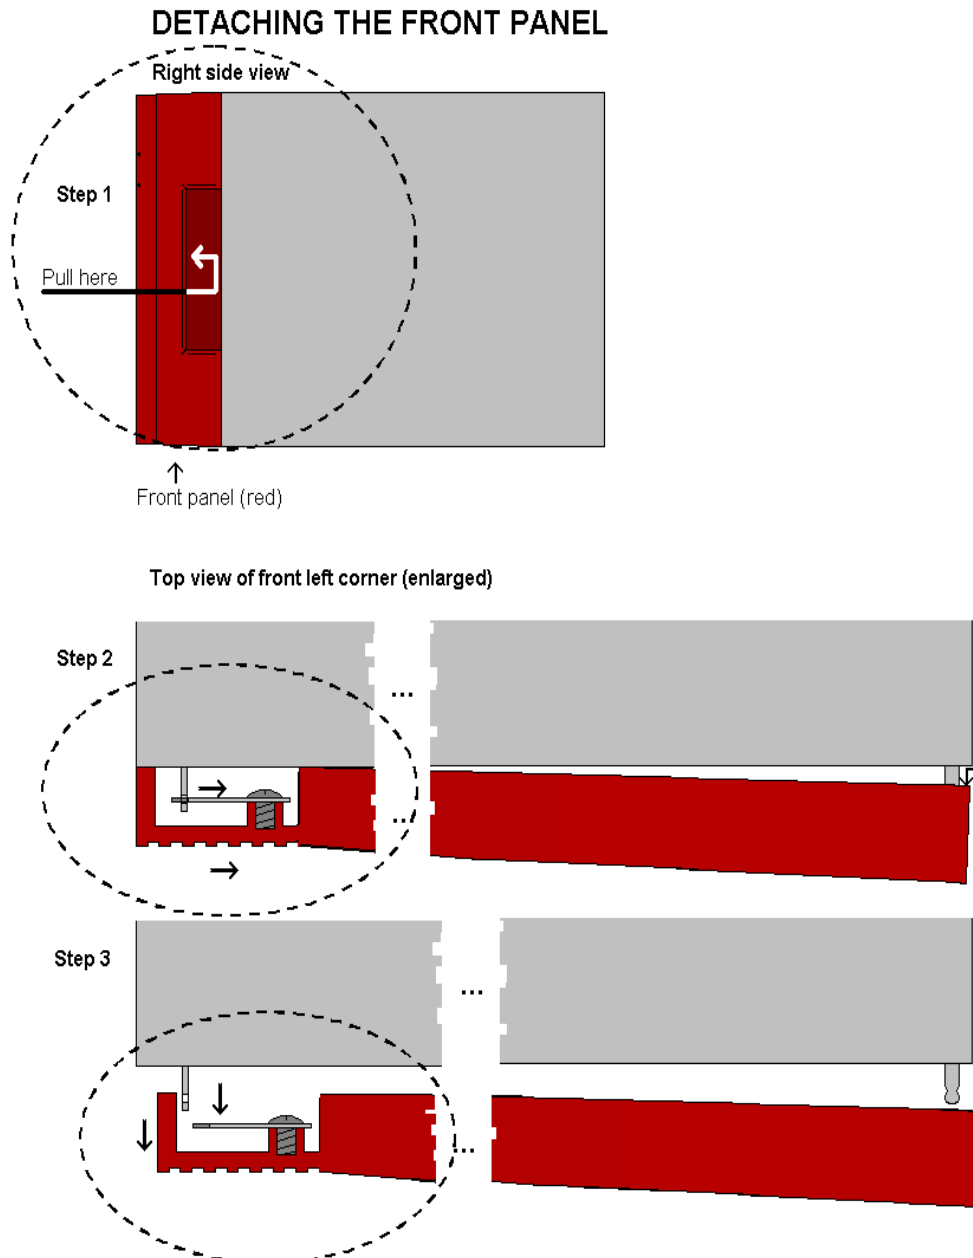 DETACHING THE FRONT PANEL
Right side view
Step 1
Pull here
Front panel (red)
Top view of front left corner (enlarged)
Step 2
...
...
Step 3
...
...